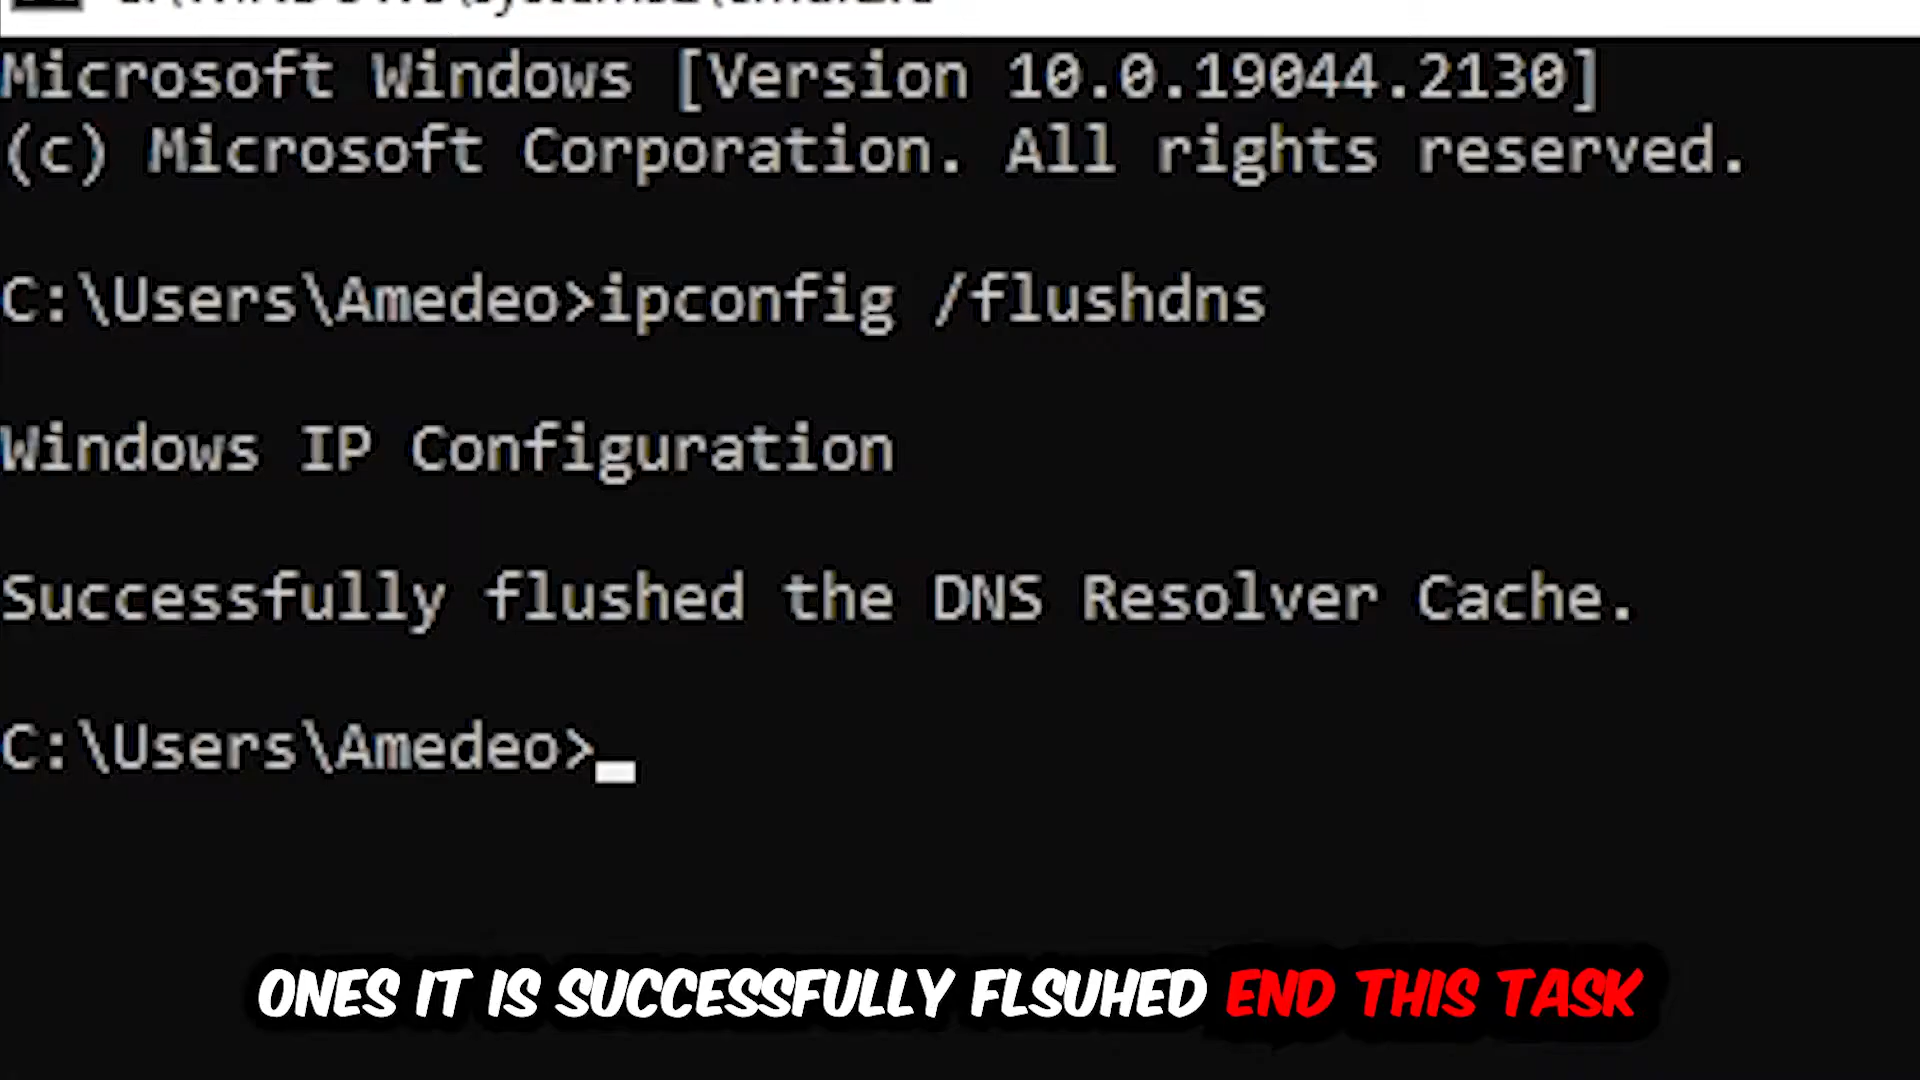 Microsoft Windows [Version 10.0.19044.2130]
(c) Microsoft Corporation. All rights reserved.
C:\Users\Amedeo>ipconfig /flushdns
Windows IP Configuration
Successfully flushed the DNS Resolver Cache.
C:\Users\Amedeo>
ONES IT IS SUCCESSFULLY FLSUHED END THIS TASK